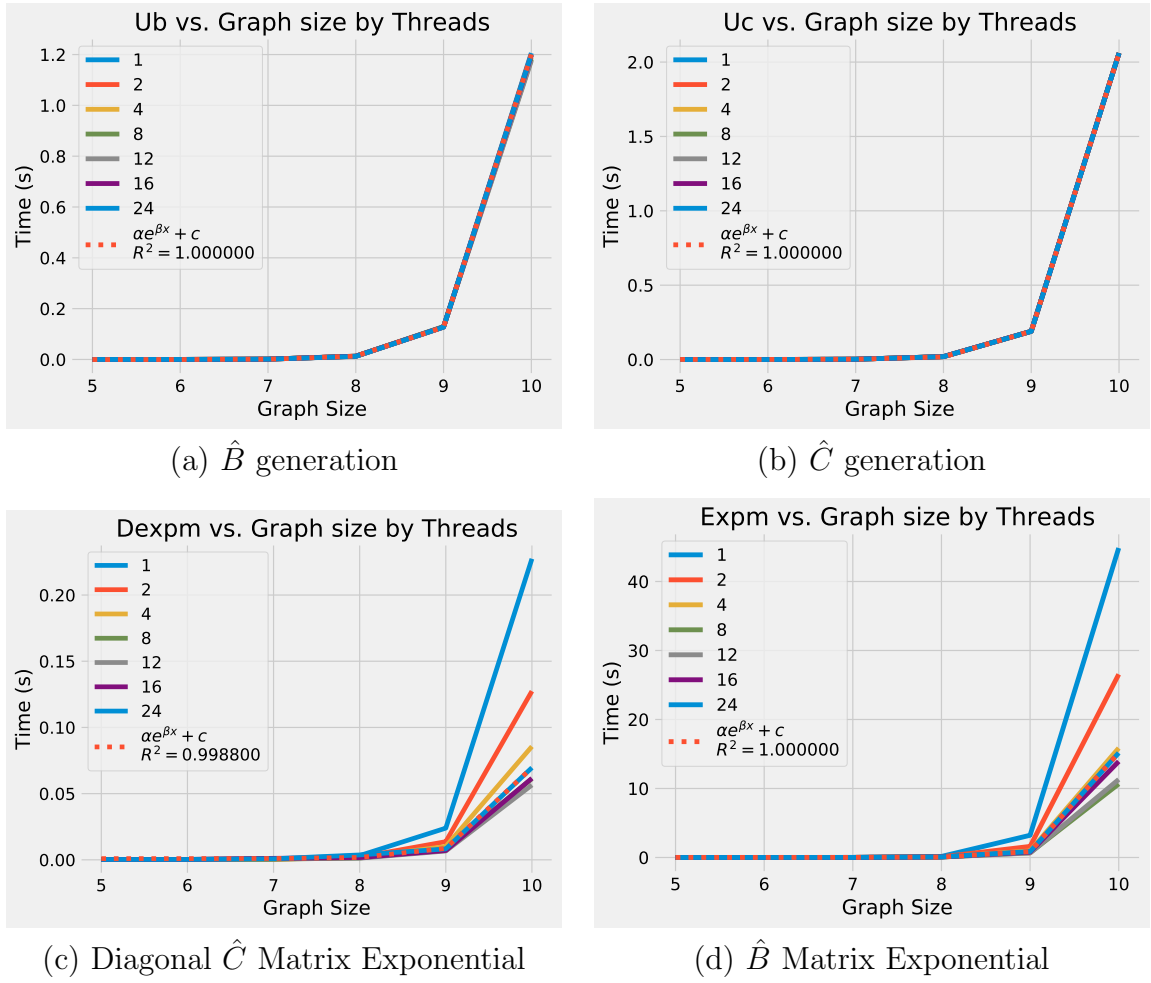 Ub vs. Graph size by Threads
1.2
1.0
0.8
0.6
0.4
0.2
0.0
Time (s)
1
2
4
8
12
16
24
αe^{βx} + c
R² = 1.000000
5 6 7 8 9 10
Graph Size
(a) B̂ generation
Uc vs. Graph size by Threads
2.0
1.5
1.0
0.5
0.0
Time (s)
1
2
4
8
12
16
24
αe^{βx} + c
R² = 1.000000
5 6 7 8 9 10
Graph Size
(b) Ĉ generation
Dexpm vs. Graph size by Threads
0.20
0.15
0.10
0.05
0.00
Time (s)
1
2
4
8
12
16
24
αe^{βx} + c
R² = 0.998800
5 6 7 8 9 10
Graph Size
(c) Diagonal Ĉ Matrix Exponential
Expm vs. Graph size by Threads
40
30
20
10
0
Time (s)
1
2
4
8
12
16
24
αe^{βx} + c
R² = 1.000000
5 6 7 8 9 10
Graph Size
(d) B̂ Matrix Exponential